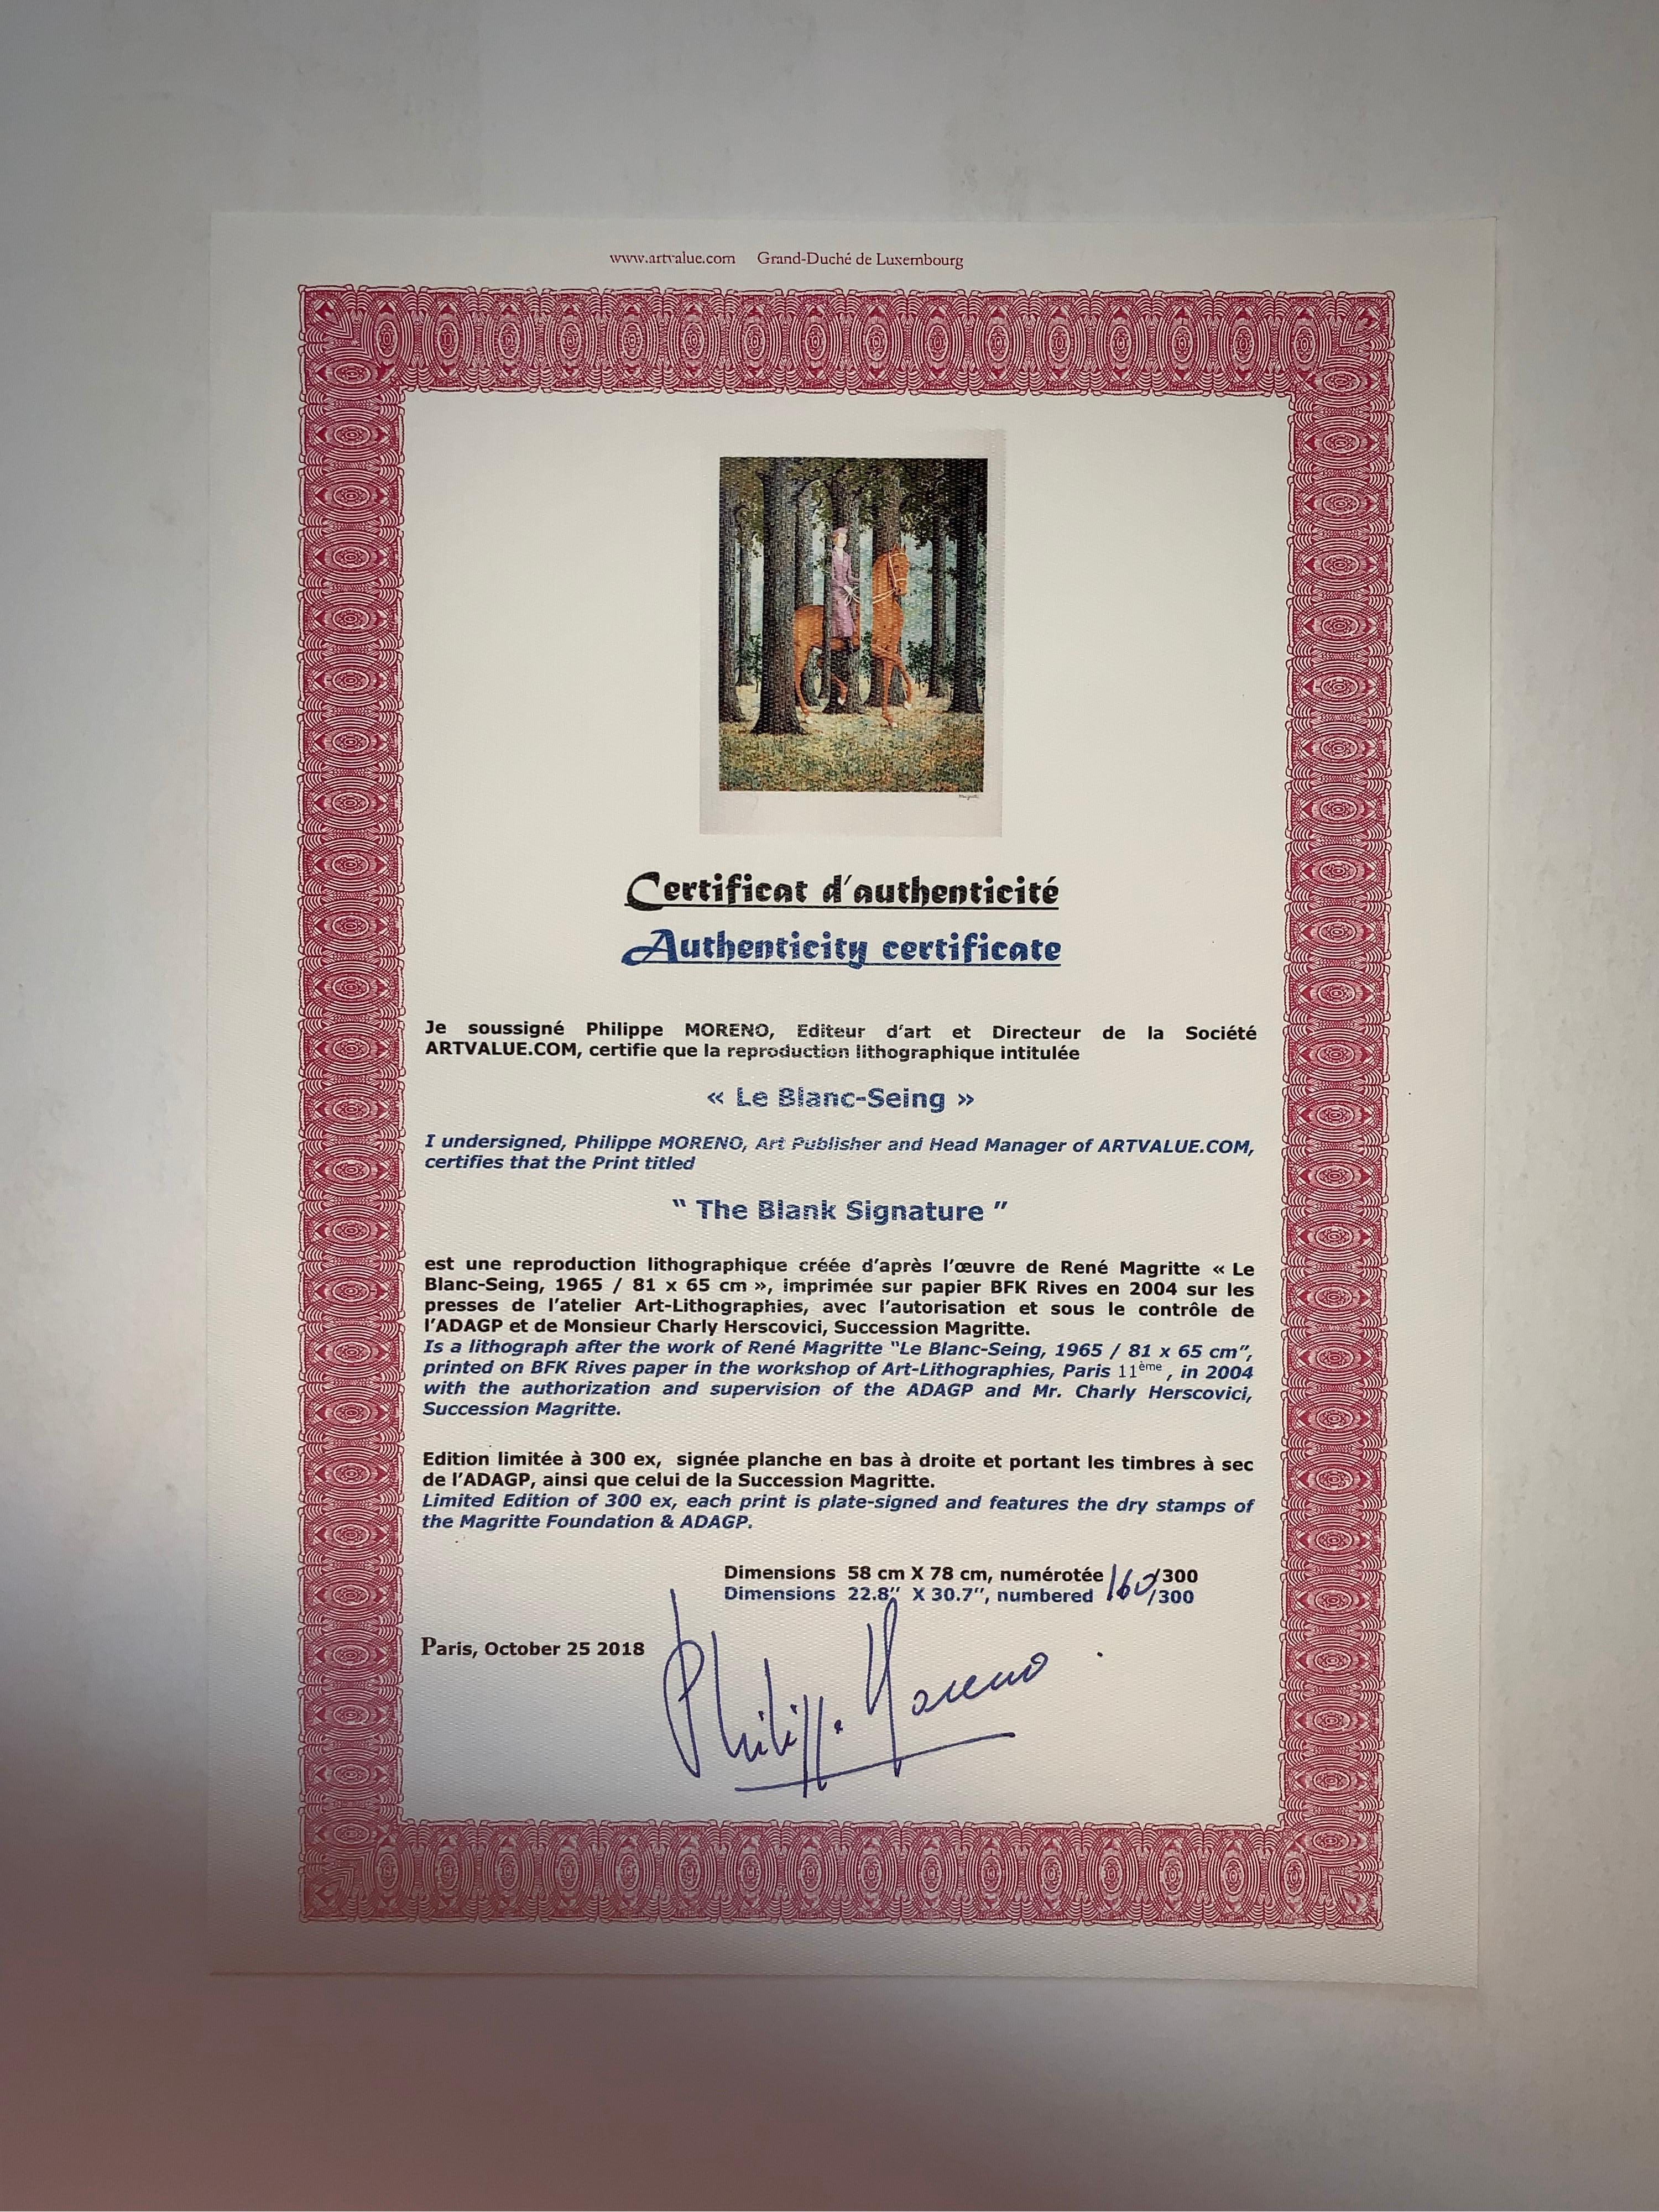 www.artvalue.com Grand-Duché de Luxembourg
Certificat d'authenticité
Authenticity certificate
Je soussigné Philippe MORENO, Editeur d'art et Directeur de la Société
ARTVALUE.COM, certifie que la reproduction lithographique intitulée
« Le Blanc-Seing »
I undersigned, Philippe MORENO, Art Publisher and Head Manager of ARTVALUE.COM,
certifies that the Print titled
" The Blank Signature "
est une reproduction lithographique créée d'après l'œuvre de René Magritte « Le
Blanc-Seing, 1965 / 81 x 65 cm », imprimée sur papier BFK Rives en 2004 sur les
presses de l'atelier Art-Lithographies, avec l'autorisation et sous le contrôle de
l'ADAGP et de Monsieur Charly Herscovici, Succession Magritte.
Is a lithograph after the work of René Magritte "Le Blanc-Seing, 1965 / 81 x 65 cm",
printed on BFK Rives paper in the workshop of Art-Lithographies, Paris 11ème , in 2004
with the authorization and supervision of the ADAGP and Mr. Charly Herscovici,
Succession Magritte.
Edition limitée à 300 ex, signée planche en bas à droite et portant les timbres à sec
de l'ADAGP, ainsi que celui de la Succession Magritte.
Limited Edition of 300 ex, each print is plate-signed and features the dry stamps of
the Magritte Foundation & ADAGP.
Dimensions 58 cm X 78 cm, numérotée 160/300
Dimensions 22.8" X 30.7", numbered /300
Paris, October 25 2018
Philippe Moreno